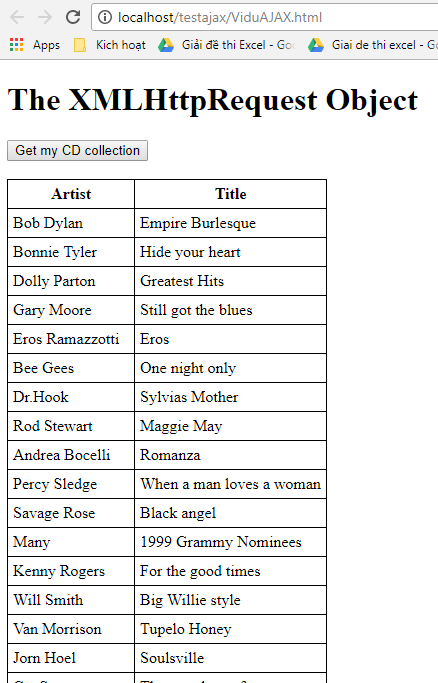 localhost/testajax/ViduAJAX.html
Apps Kich hoạt Giải đề thi Excel - Goo Giai de thi excel - G
The XMLHttpRequest Object
Get my CD collection
Artist Title
Bob Dylan Empire Burlesque
Bonnie Tyler Hide your heart
Dolly Parton Greatest Hits
Gary Moore Still got the blues
Eros Ramazzotti Eros
Bee Gees One night only
Dr.Hook Sylvias Mother
Rod Stewart Maggie May
Andrea Bocelli Romanza
Percy Sledge When a man loves a woman
Savage Rose Black angel
Many 1999 Grammy Nominees
Kenny Rogers For the good times
Will Smith Big Willie style
Van Morrison Tupelo Honey
Jorn Hoel Soulsville